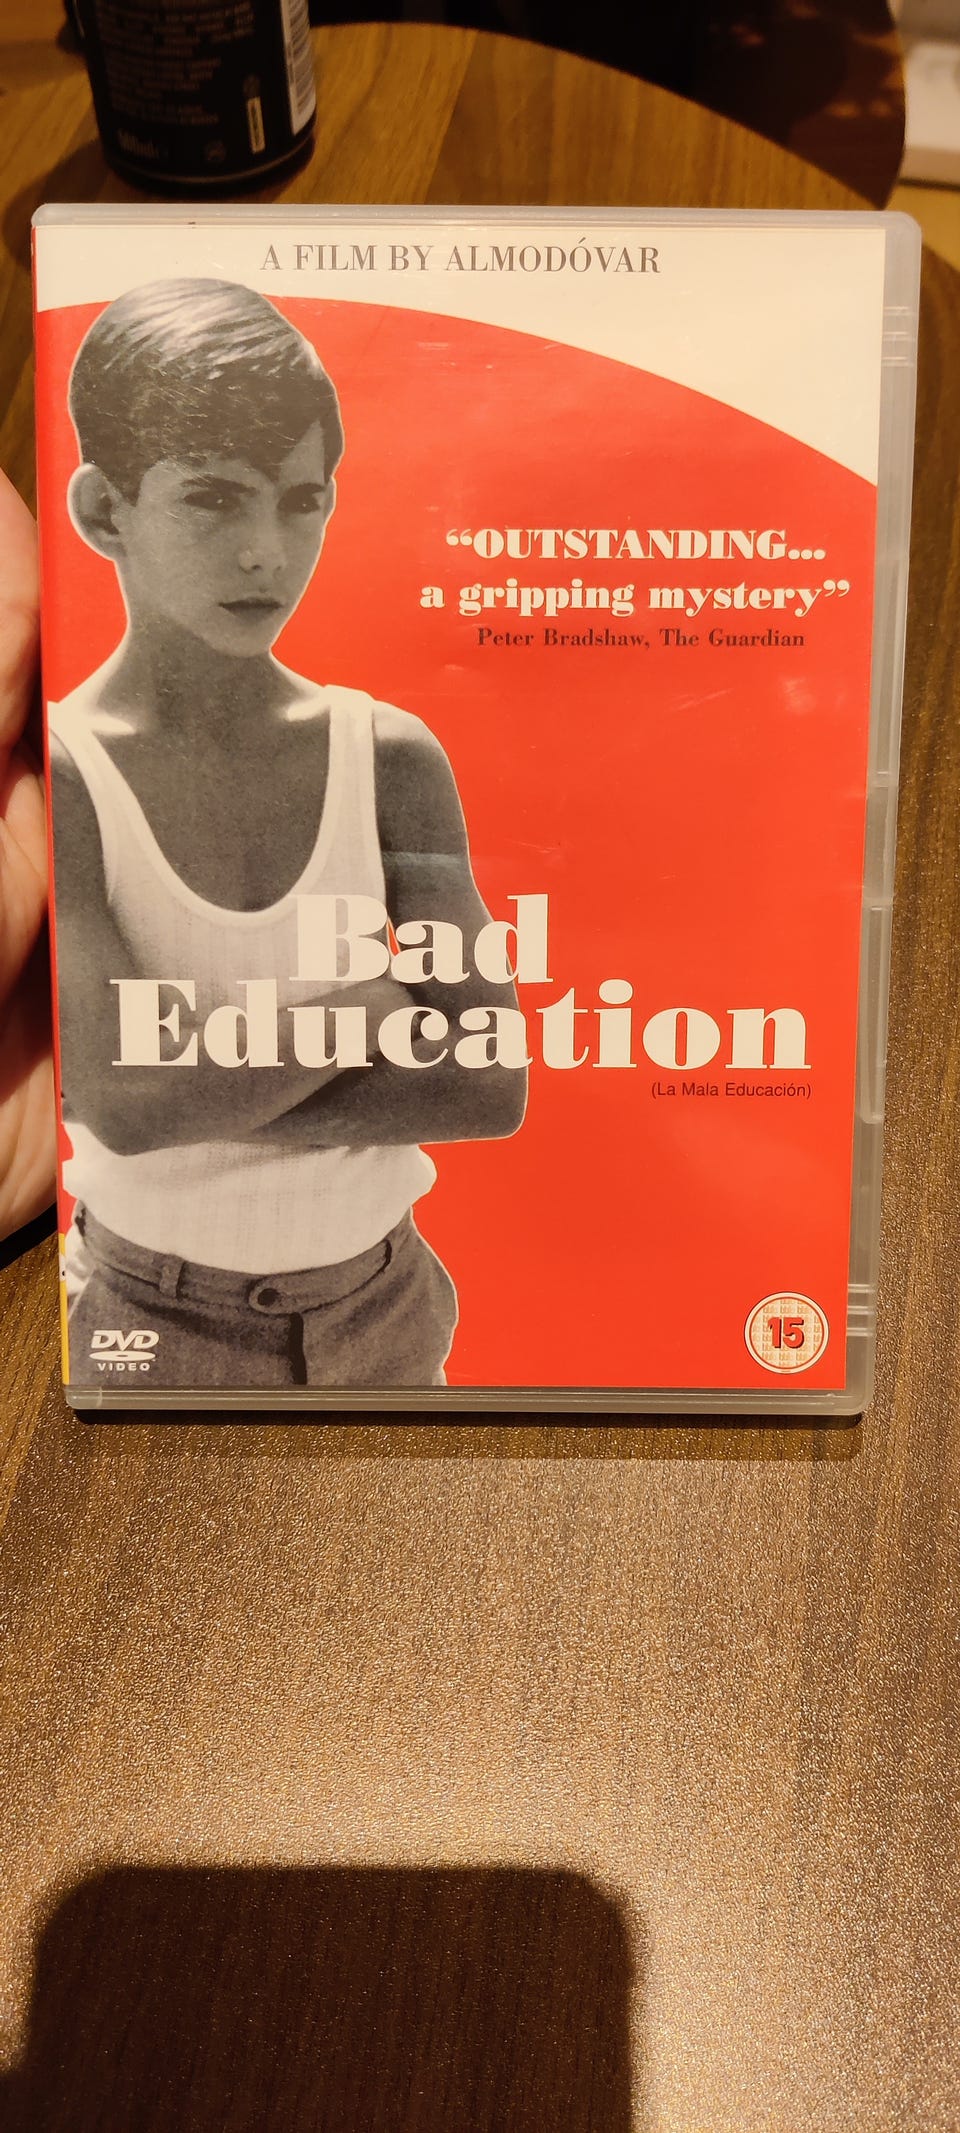 A FILM BY ALMODÓVAR
“OUTSTANDING...
a gripping mystery”
Peter Bradshaw, The Guardian
Bad
Education
(La Mala Educación)
DVD
VIDEO
15